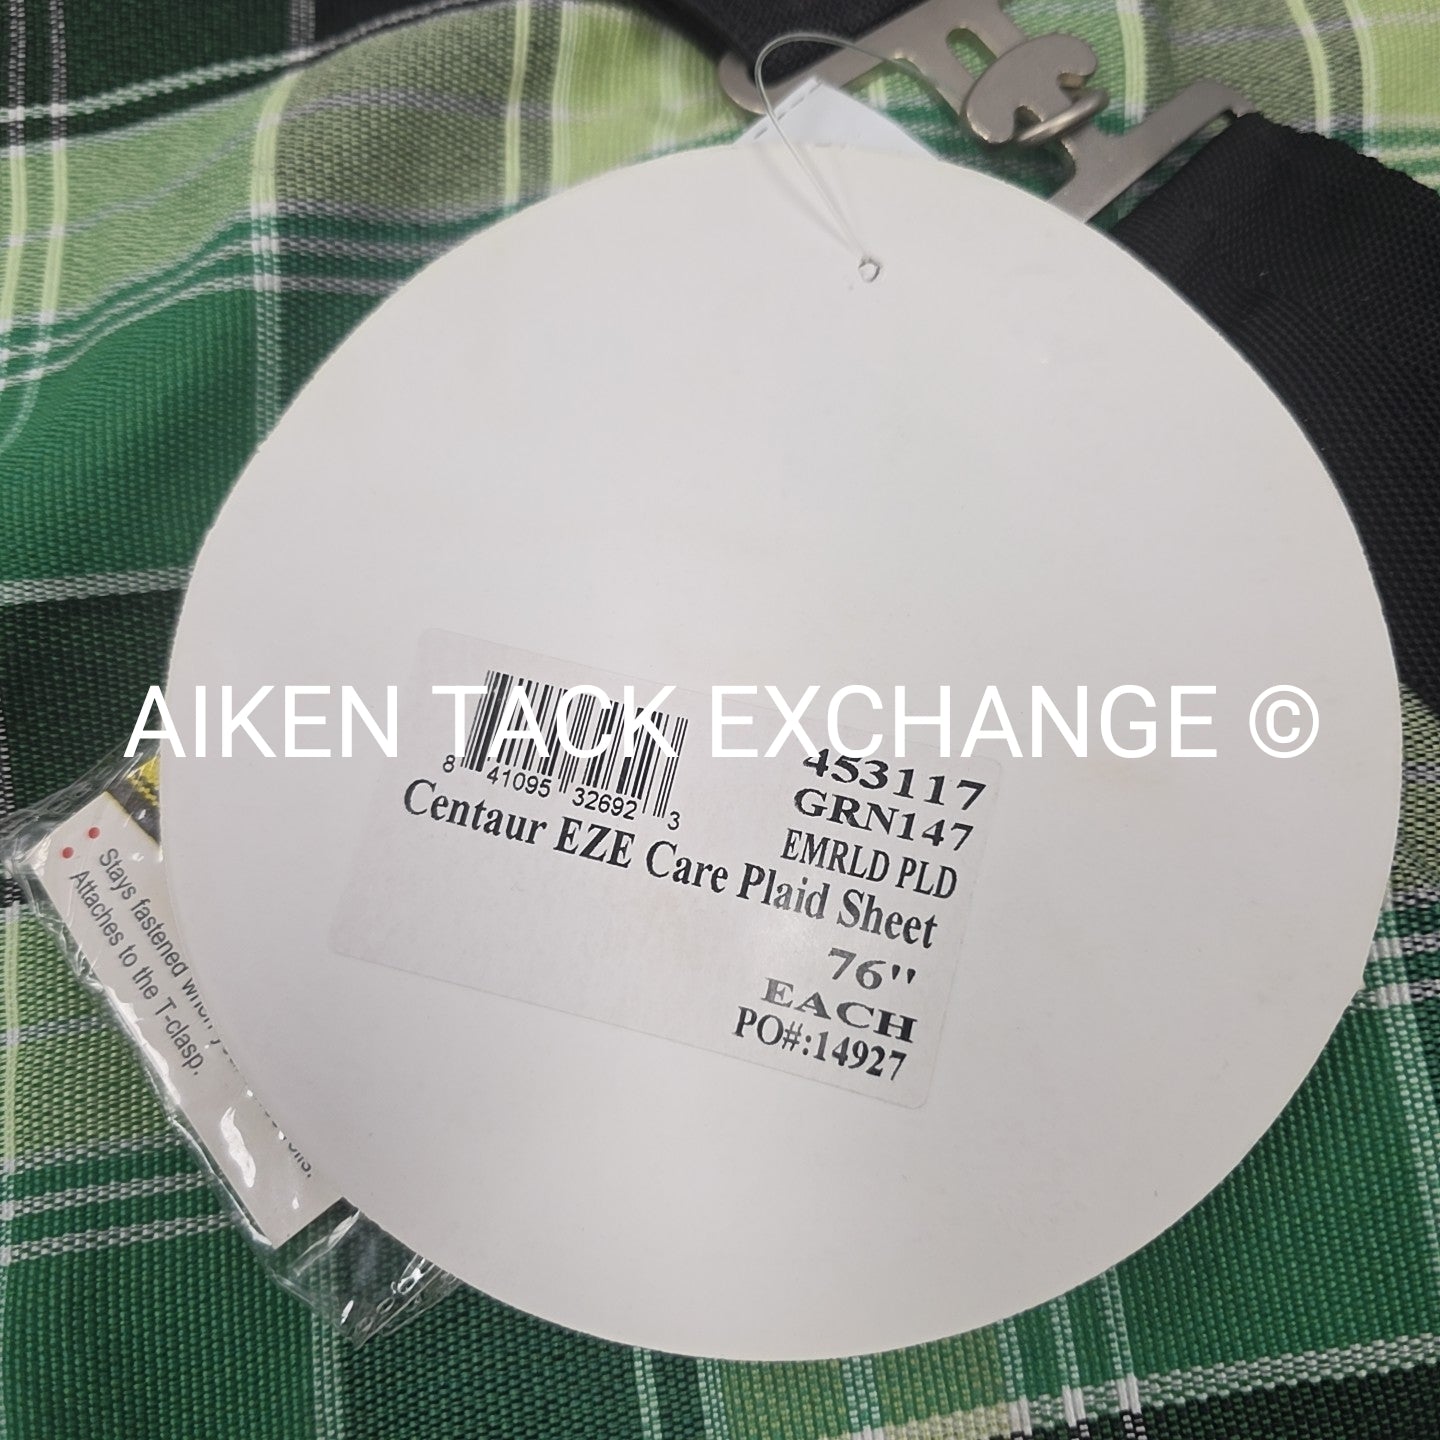 AIKEN TACK EXCHANGE ©
453117
GRN147
EMRLD PLD
8 41095 32692 3
Centaur EZE Care Plaid Sheet
76"
EACH
PO#:14927
Stays fastened when
Attaches to the T-clasp.